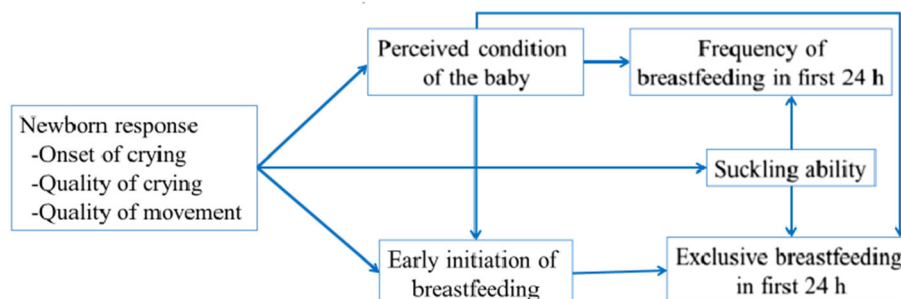 Perceived condition
of the baby
Frequency of
breastfeeding in first 24 h
Newborn response
-Onset of crying
-Quality of crying
-Quality of movement
Suckling ability
Early initiation of
breastfeeding
Exclusive breastfeeding
in first 24 h